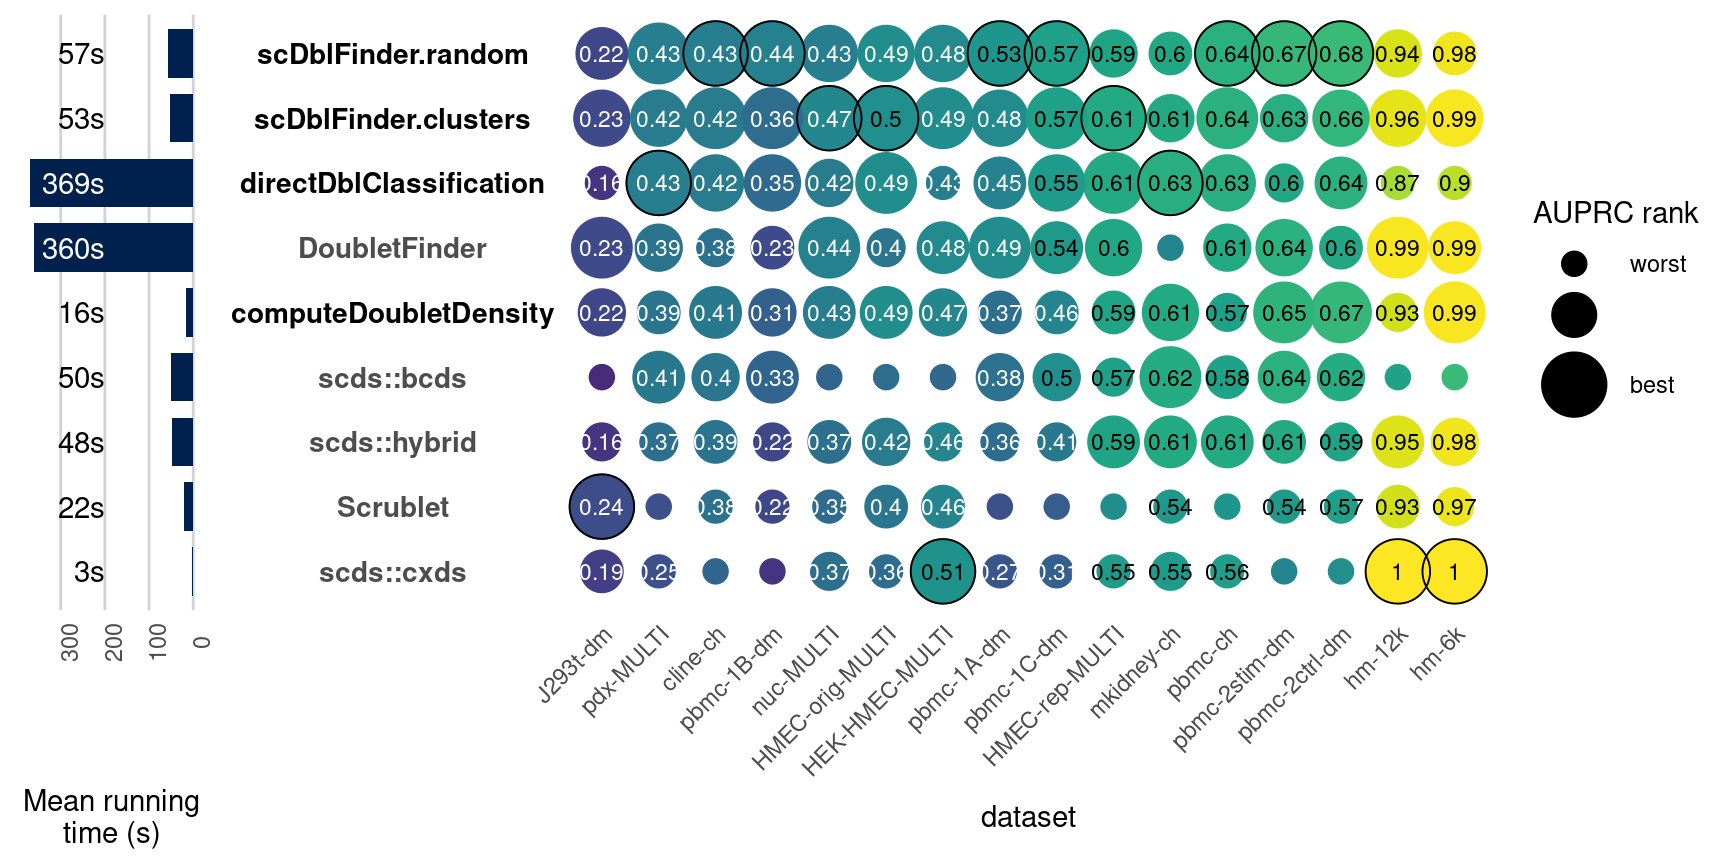 57s scDblFinder.random 0.22 0.43 0.43 0.44 0.43 0.49 0.48 0.53 0.57 0.59 0.6 0.64 0.67 0.68 0.94 0.98
53s scDblFinder.clusters 0.23 0.42 0.42 0.36 0.47 0.5 0.49 0.48 0.57 0.61 0.61 0.64 0.63 0.66 0.96 0.99
369s directDblClassification 0.16 0.43 0.42 0.35 0.42 0.49 0.43 0.45 0.55 0.61 0.63 0.63 0.6 0.64 0.87 0.9
360s DoubletFinder 0.23 0.39 0.38 0.23 0.44 0.4 0.48 0.49 0.54 0.6 0.61 0.64 0.6 0.99 0.99
16s computeDoubletDensity 0.22 0.39 0.41 0.31 0.43 0.49 0.47 0.37 0.46 0.59 0.61 0.57 0.65 0.67 0.93 0.99
50s scds::bcds 0.41 0.4 0.33 0.38 0.5 0.57 0.62 0.58 0.64 0.62
48s scds::hybrid 0.16 0.37 0.39 0.22 0.37 0.42 0.46 0.36 0.41 0.59 0.61 0.61 0.61 0.59 0.95 0.98
22s Scrublet 0.24 0.38 0.22 0.35 0.4 0.46 0.54 0.54 0.57 0.93 0.97
3s scds::cxds 0.19 0.25 0.37 0.36 0.51 0.27 0.31 0.55 0.55 0.56 1 1
300 200 100 0
J293t-dm pdx-MULTI cline-ch pbmc-1B-dm nuc-MULTI HMEC-orig-MULTI HEK-HMEC-MULTI pbmc-1A-dm pbmc-1C-dm HMEC-rep-MULTI mkidney-ch pbmc-ch pbmc-2stim-dm pbmc-2ctrl-dm hm-12k hm-6k
Mean running
time (s)
dataset
AUPRC rank
worst
best